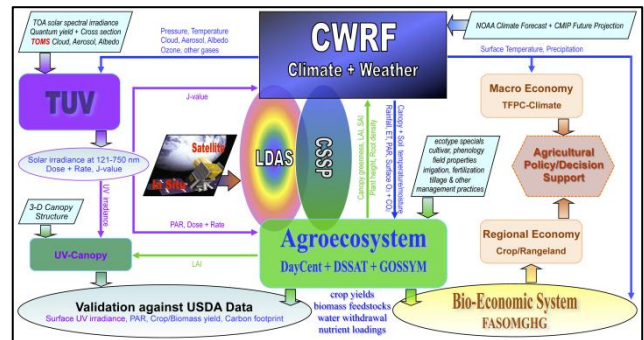 TOA solar spectral irradiance
Quantum yield + Cross section
TOMS Cloud, Aerosol, Albedo
Pressure, Temperature
Cloud, Aerosol, Albedo
Ozone, other gases
CWRF
Climate + Weather
NOAA Climate Forecast + CMIP Future Projection
Surface Temperature, Precipitation
TUV
J-value
Macro Economy
TFPC-Climate
Solar irradiance at 121-750 nm
Dose + Rate, J-value
Satellite
In Situ
LDAS
CSSP
Canopy greenness, LAI, SAI
Plant height, Root density
Canopy + Soil temperature/moisture
Rainfall, ET, PAR, Surface O₃ + CO₂
ecotype specials
cultivar, phenology
field properties
irrigation, fertilization
tillage & other
management practices
Agricultural
Policy/Decision
Support
3-D Canopy
Structure
UV irradiance
PAR, Dose + Rate
UV-Canopy
LAI
Agroecosystem
DayCent + DSSAT + GOSSYM
Regional Economy
Crop/Rangeland
Validation against USDA Data
Surface UV irradiance, PAR, Crop/Biomass yield, Carbon footprint
crop yields
biomass feedstocks
water withdrawal
nutrient loadings
Bio-Economic System
FASOMGHG